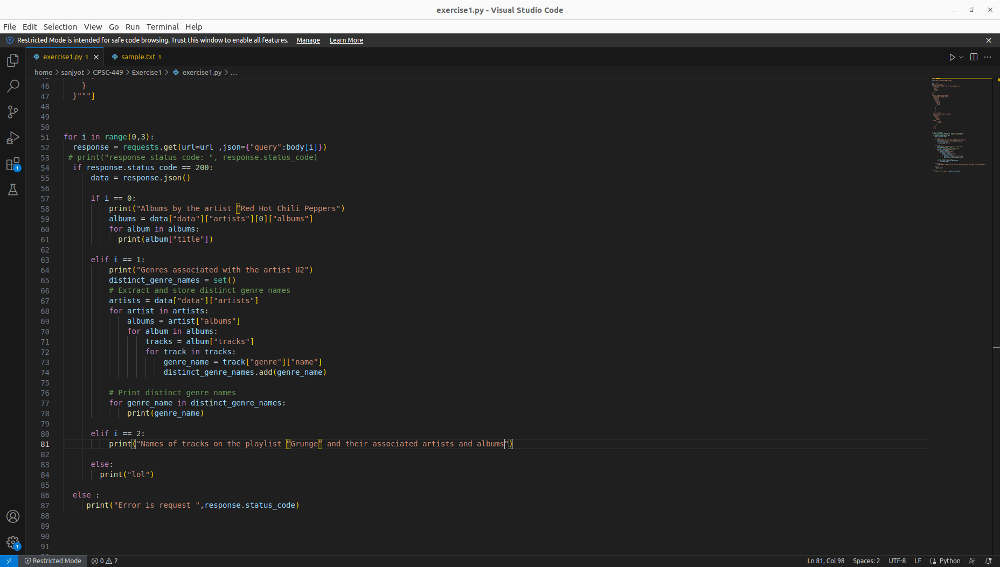 exercise1.py - Visual Studio Code
File Edit Selection View Go Run Terminal Help
Restricted Mode is intended for safe code browsing. Trust this window to enable all features. Manage Learn More
exercise1.py 1 sample.txt 1
home > sanjyot > CPSC-449 > Exercise1 > exercise1.py > ...
46 }
47 }"""]
48
49
50
51 for i in range(0,3):
52 response = requests.get(url=url ,json={"query":body[i]})
53 # print("response status code: ", response.status_code)
54 if response.status_code == 200:
55 data = response.json()
56
57 if i == 0:
58 print("Albums by the artist “Red Hot Chili Peppers")
59 albums = data["data"]["artists"][0]["albums"]
60 for album in albums:
61 print(album["title"])
62
63 elif i == 1:
64 print("Genres associated with the artist U2")
65 distinct_genre_names = set()
66 # Extract and store distinct genre names
67 artists = data["data"]["artists"]
68 for artist in artists:
69 albums = artist["albums"]
70 for album in albums:
71 tracks = album["tracks"]
72 for track in tracks:
73 genre_name = track["genre"]["name"]
74 distinct_genre_names.add(genre_name)
75
76 # Print distinct genre names
77 for genre_name in distinct_genre_names:
78 print(genre_name)
79
80 elif i == 2:
81 print("Names of tracks on the playlist “Grunge” and their associated artists and albums")
82
83 else:
84 print("lol")
85
86 else :
87 print("Error is request ",response.status_code)
88
89
90
91
1
1
Restricted Mode 0 2 Ln 81, Col 98 Spaces: 2 UTF-8 LF Python